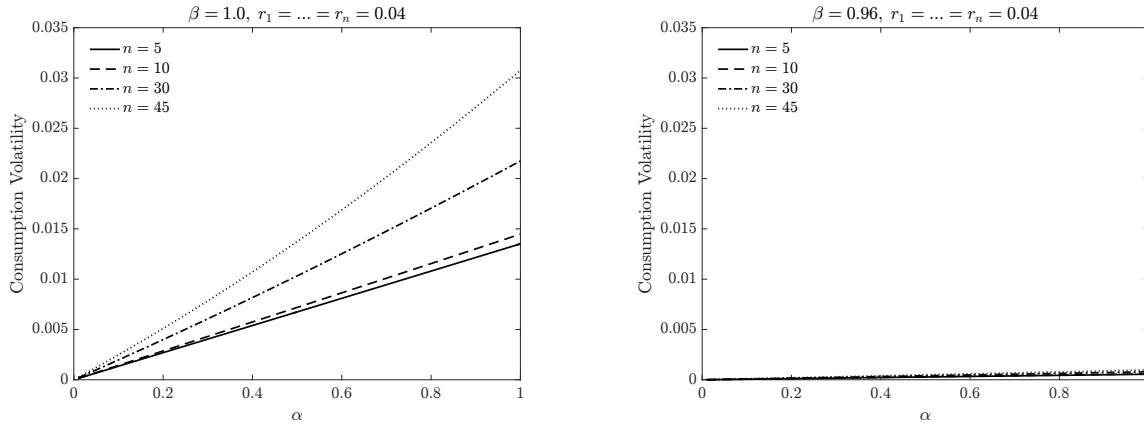 β = 1.0, r₁ = ... = rₙ = 0.04
n = 5
n = 10
n = 30
n = 45
Consumption Volatility
0.035
0.03
0.025
0.02
0.015
0.01
0.005
0
0 0.2 0.4 0.6 0.8 1
α
β = 0.96, r₁ = ... = rₙ = 0.04
n = 5
n = 10
n = 30
n = 45
Consumption Volatility
0.035
0.03
0.025
0.02
0.015
0.01
0.005
0
0 0.2 0.4 0.6 0.8
α